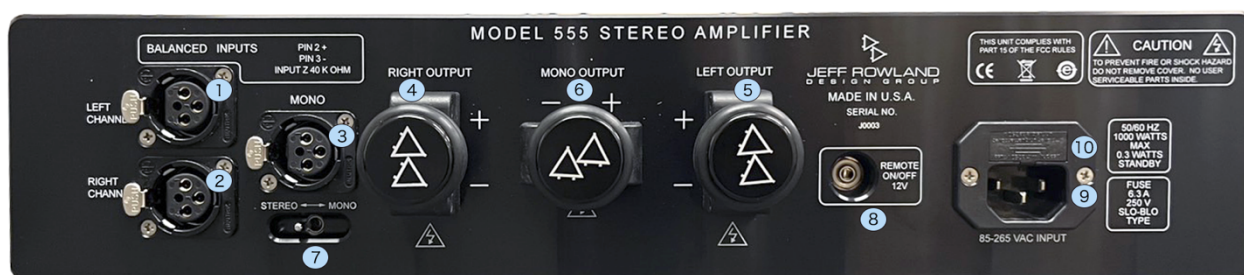 MODEL 555 STEREO AMPLIFIER
BALANCED INPUTS
PIN 2 +
PIN 3 -
INPUT Z 40 K OHM
1
LEFT
CHANNEL
2
RIGHT
CHANNEL
MONO
3
PUSH
STEREO ↔ MONO
7
RIGHT OUTPUT
4
+
−
MONO OUTPUT
6
− +
LEFT OUTPUT
5
+
−
JEFF ROWLAND
DESIGN GROUP
MADE IN U.S.A.
SERIAL NO.
J0003
REMOTE
ON/OFF
12V
8
THIS UNIT COMPLIES WITH
PART 15 OF THE FCC RULES
CE
e
CAUTION
TO PREVENT FIRE OR SHOCK HAZARD
DO NOT REMOVE COVER. NO USER
SERVICEABLE PARTS INSIDE.
10
9
85-265 VAC INPUT
50/60 HZ
1000 WATTS
MAX
0.3 WATTS
STANDBY
FUSE
6.3 A
250 V
SLO-BLO
TYPE